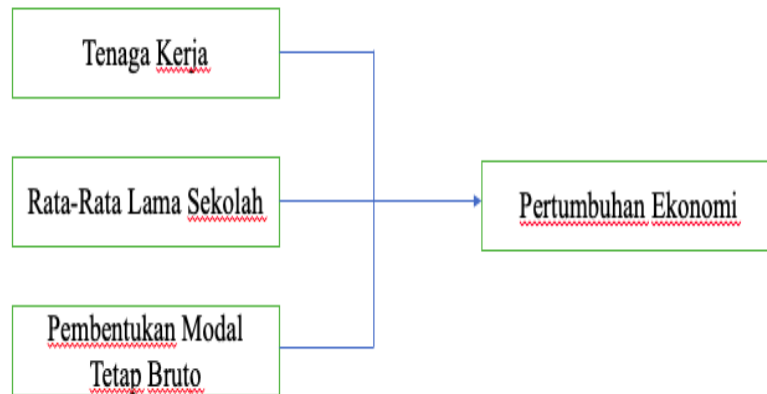 Tenaga Kerja
Rata-Rata Lama Sekolah
Pertumbuhan Ekonomi
Pembentukan Modal
Tetap Bruto